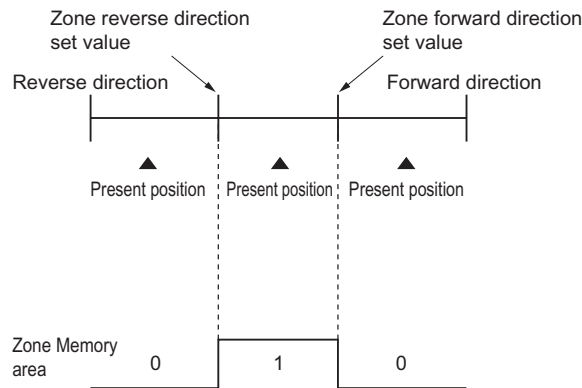 Zone reverse direction
set value
Zone forward direction
set value
Reverse direction
Forward direction
Present position
Present position
Present position
Zone Memory
area
0
1
0